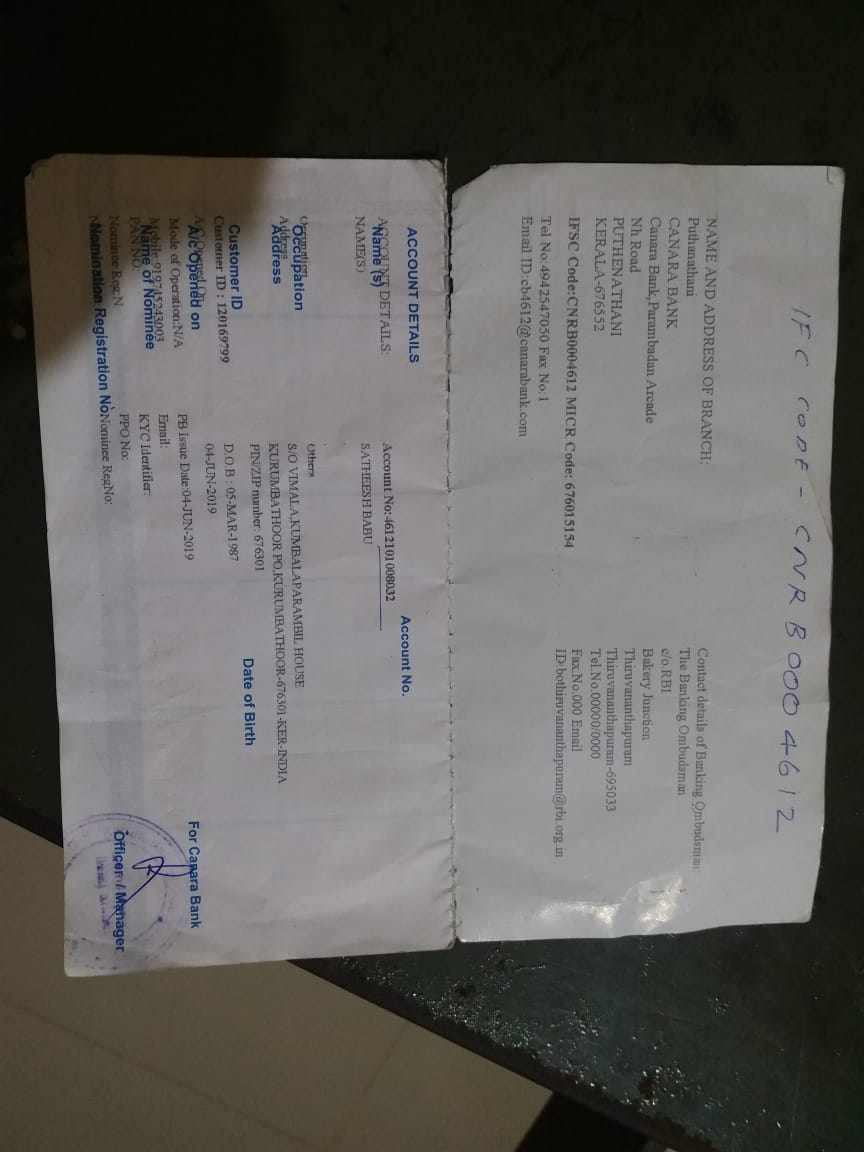 IFC CODE - CNRB0004612
NAME AND ADDRESS OF BRANCH:
Puthanathani
CANARA BANK
Canara Bank,Parambadan Arcade
Nh Road
PUTHENATHANI
KERALA-676552
IFSC Code:CNRB0004612 MICR Code: 676015154
Tel No:4942547050 Fax No:1
Email ID:cb4612@canarabank.com
Contact details of Banking Ombudsman:
The Banking Ombudsman
c/o RBI
Bakery Junction
Thiruvananthapuram
Thiruvananthapuram-695033
Tel.No.00000/0000
Fax.No.000 Email
ID:bothiruvananthapuram@rbi.org.in
ACCOUNT DETAILS
Account No.
ACCOUNT DETAILS: Account No:4612101008032
Name (s)
NAME(S) SATHEESH BABU
Occupation Others
Occupation
Address S/O VIMALA,KUMBALAPARAMBIL HOUSE
Address KURUMBATHOOR PO,KURUMBATHOOR-676301-KER-INDIA
PIN/ZIP number: 676301
Customer ID Date of Birth
Customer ID : 120169799 D.O.B : 05-MAR-1987
A/C Opened On 04-JUN-2019
A/c Opened on For Canara Bank
Mode of Operation:N/A PB Issue Date:04-JUN-2019
Mobile:919745243003 Email:
Name of Nominee
PAN NO: KYC Identifier:
Nominee Reg:N PPO No:
Officer / Manager
Nomination Registration No. Nominee RegNo: